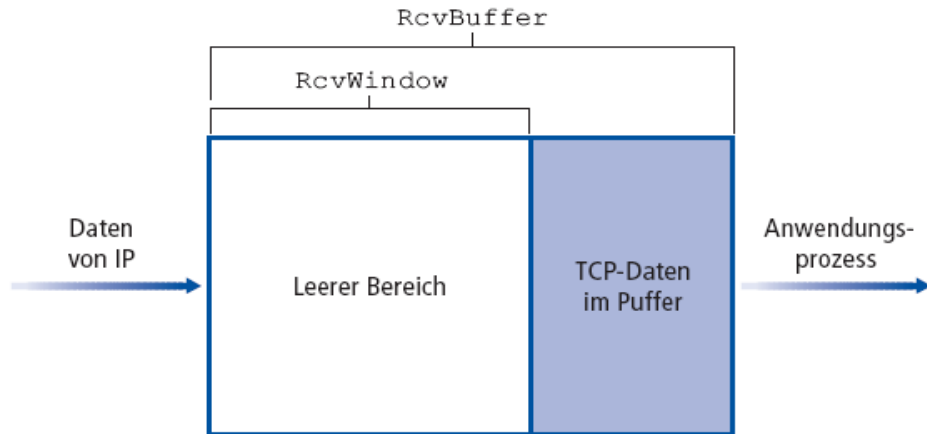 RcvBuffer
RcvWindow
Daten
von IP
Leerer Bereich
TCP-Daten
im Puffer
Anwendungs-
prozess